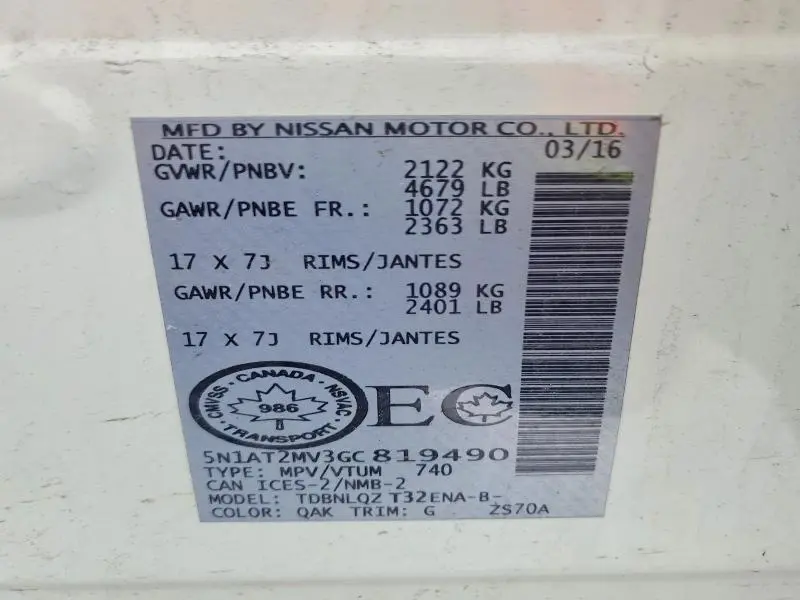 MFD BY NISSAN MOTOR CO., LTD.
DATE: 03/16
GVWR/PNBV: 2122 KG
4679 LB
GAWR/PNBE FR.: 1072 KG
2363 LB
17 X 7J RIMS/JANTES
GAWR/PNBE RR.: 1089 KG
2401 LB
17 X 7J RIMS/JANTES
CANADA
CMVSS NSVAC
986
TRANSPORT
EC
5N1AT2MV3GC819490
TYPE: MPV/VTUM 740
CAN ICES-2/NMB-2
MODEL: TDBNLQZ T32ENA-B-
COLOR: QAK TRIM: G 2S70A